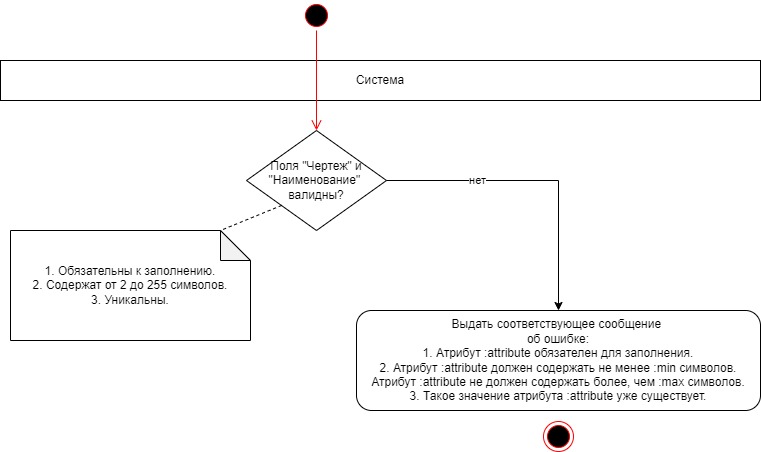 Система
Поля "Чертеж" и
"Наименование"
валидны?
нет
1. Обязательны к заполнению.
2. Содержат от 2 до 255 символов.
3. Уникальны.
Выдать соответствующее сообщение
об ошибке:
1. Атрибут :attribute обязателен для заполнения.
2. Атрибут :attribute должен содержать не менее :min символов.
Атрибут :attribute не должен содержать более, чем :max символов.
3. Такое значение атрибута :attribute уже существует.